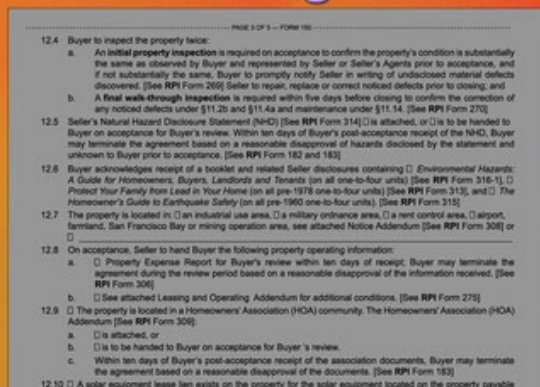 PAGE 3 OF 5 — FORM 150
12.4 Buyer to inspect the property twice:
a. An initial property inspection is required on acceptance to confirm the property's condition is substantially
the same as observed by Buyer and represented by Seller or Seller's Agents prior to acceptance, and
if not substantially the same, Buyer to promptly notify Seller in writing of undisclosed material defects
discovered. [See RPI Form 269] Seller to repair, replace or correct noticed defects prior to closing; and
b. A final walk-through inspection is required within five days before closing to confirm the correction of
any noticed defects under §11.2b and §11.4a and maintenance under §11.14. [See RPI Form 270]
12.5 Seller's Natural Hazard Disclosure Statement (NHD) [See RPI Form 314] ☐ is attached, or ☐ is to be handed to
Buyer on acceptance for Buyer's review. Within ten days of Buyer's post-acceptance receipt of the NHD, Buyer
may terminate the agreement based on a reasonable disapproval of hazards disclosed by the statement and
unknown to Buyer prior to acceptance. [See RPI Form 182 and 183]
12.6 Buyer acknowledges receipt of a booklet and related Seller disclosures containing ☐ Environmental Hazards:
A Guide for Homeowners, Buyers, Landlords and Tenants (on all one-to-four units) [See RPI Form 316-1], ☐
Protect Your Family from Lead in Your Home (on all pre-1978 one-to-four units) [See RPI Form 313], and ☐ The
Homeowner's Guide to Earthquake Safety (on all pre-1960 one-to-four units). [See RPI Form 315]
12.7 The property is located in: ☐ an industrial use area, ☐ a military ordnance area, ☐ a rent control area, ☐ airport,
farmland, San Francisco Bay or mining operation area, see attached Notice Addendum [See RPI Form 308] or
☐
12.8 On acceptance, Seller to hand Buyer the following property operating information:
a. ☐ Property Expense Report for Buyer's review within ten days of receipt; Buyer may terminate the
agreement during the review period based on a reasonable disapproval of the information received. [See
RPI Form 306]
b. ☐ See attached Leasing and Operating Addendum for additional conditions. [See RPI Form 275]
12.9 ☐ The property is located in a Homeowners' Association (HOA) community. The Homeowners' Association (HOA)
Addendum [See RPI Form 309]:
a. ☐ is attached, or
b. ☐ is to be handed to Buyer on acceptance for Buyer 's review.
c. Within ten days of Buyer's post-acceptance receipt of the association documents, Buyer may terminate
the agreement based on a reasonable disapproval of the documents. [See RPI Form 183]
12.10 ☐ A solar equipment lease lien exists on the property for the solar equipment located on the property payable